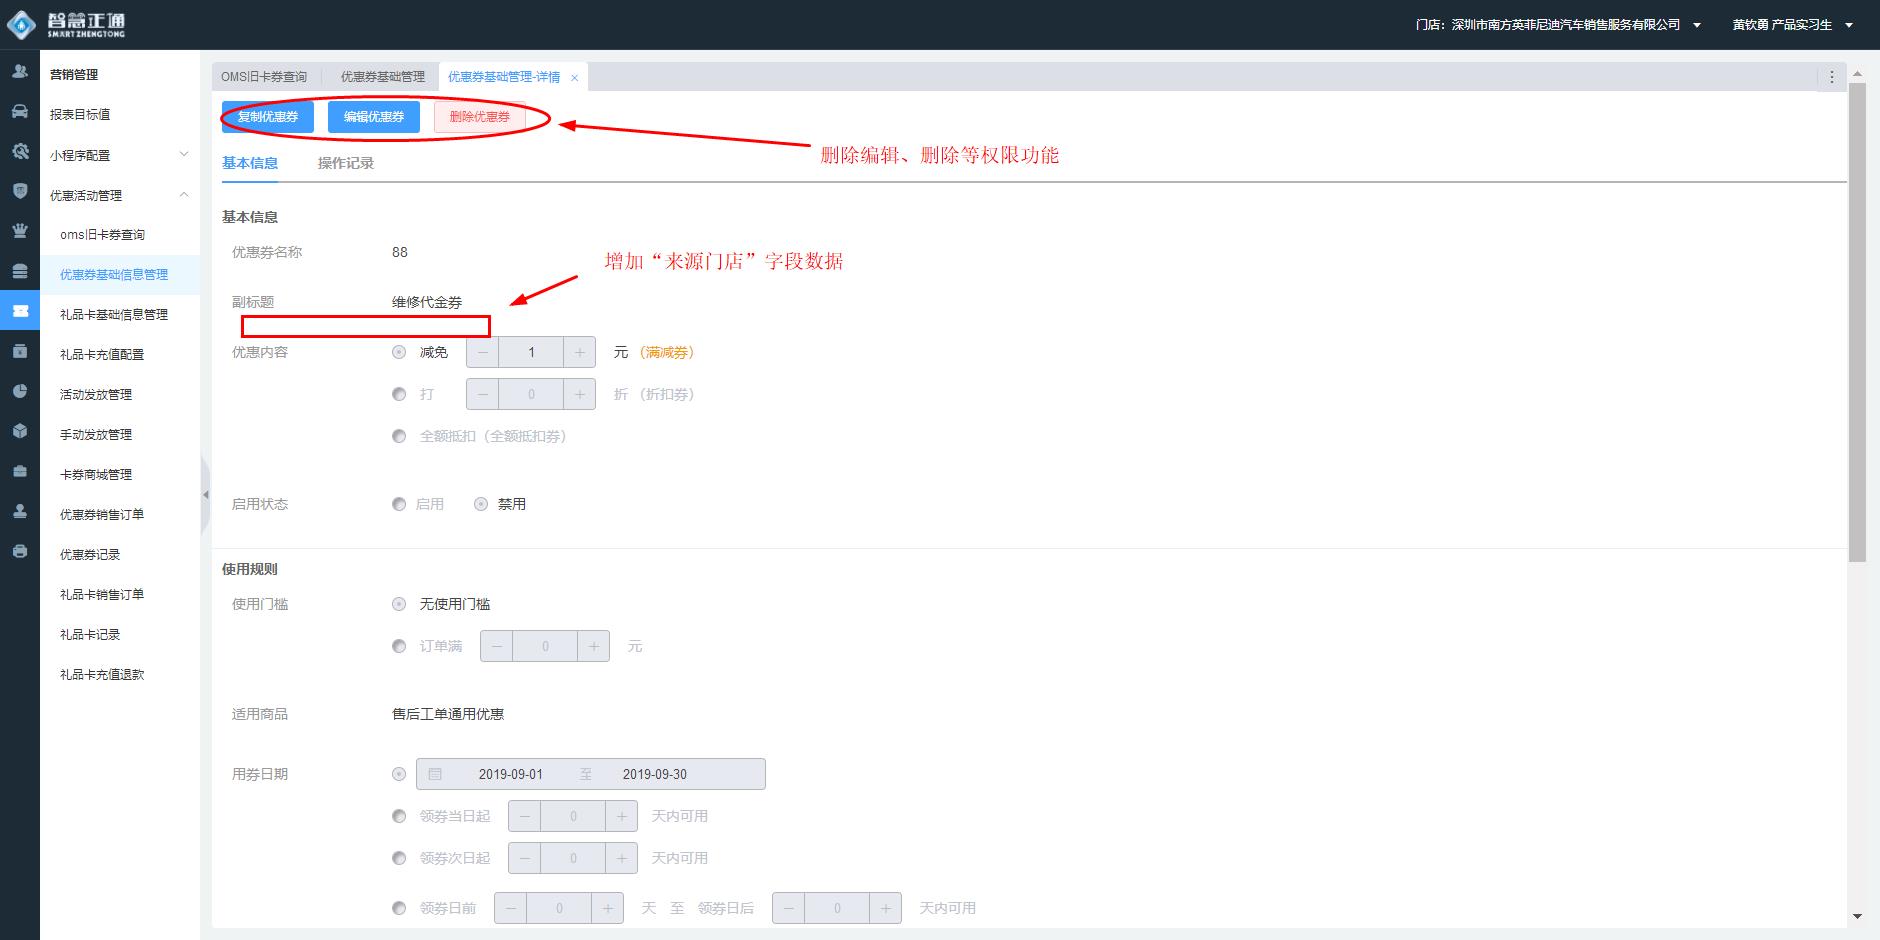 智慧正通
SMART ZHENGTONG
门店：深圳市南方英菲尼迪汽车销售服务有限公司
黄钦勇 产品实习生
营销管理
报表目标值
小程序配置
优惠活动管理
oms旧卡券查询
优惠券基础信息管理
礼品卡基础信息管理
礼品卡充值配置
活动发放管理
手动发放管理
卡券商城管理
优惠券销售订单
优惠券记录
礼品卡销售订单
礼品卡记录
礼品卡充值退款
OMS旧卡券查询 优惠券基础管理 优惠券基础管理-详情 ×
复制优惠券 编辑优惠券 删除优惠券
删除编辑、删除等权限功能
基本信息 操作记录
基本信息
优惠券名称 88
增加“来源门店”字段数据
副标题 维修代金券
优惠内容 减免 － 1 ＋ 元 （满减券）
打 － 0 ＋ 折 （折扣券）
全额抵扣（全额抵扣券）
启用状态 启用 禁用
使用规则
使用门槛 无使用门槛
订单满 － 0 ＋ 元
适用商品 售后工单通用优惠
用券日期 2019-09-01 至 2019-09-30
领券当日起 － 0 ＋ 天内可用
领券次日起 － 0 ＋ 天内可用
领券日前 － 0 ＋ 天 至 领券日后 － 0 ＋ 天内可用